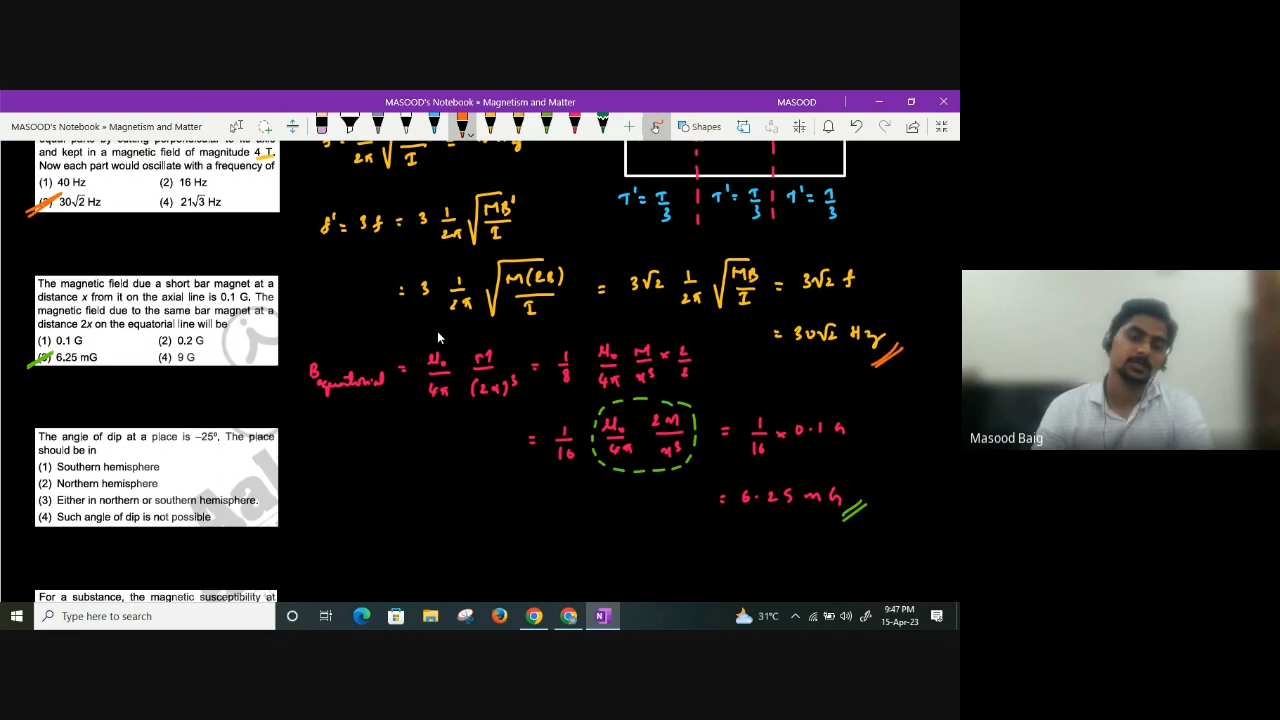 MASOOD's Notebook » Magnetism and Matter
MASOOD
MASOOD's Notebook » Magnetism and Matter
Shapes
equal parts by cutting perpendicular to its axis
and kept in a magnetic field of magnitude 4 T.
Now each part would oscillate with a frequency of
(1) 40 Hz (2) 16 Hz
30√2 Hz (4) 21√3 Hz
2π √ I
T' = T/3 T' = T/3 T' = T/3
f' = 3f = 3 1/2π √(MB'/I)
= 3 1/2π √(M(2B)/I) = 3√2 1/2π √(MB/I) = 3√2 f
= 30√2 Hz
The magnetic field due a short bar magnet at a
distance x from it on the axial line is 0.1 G. The
magnetic field due to the same bar magnet at a
distance 2x on the equatorial line will be
(1) 0.1 G (2) 0.2 G
(3) 6.25 mG (4) 9 G
B equatorial = μ₀/4π M/(2x)³ = 1/8 μ₀/4π M/x³ × 2/2
= 1/16 μ₀/4π 2M/x³ = 1/16 × 0.1 G
= 6.25 mG
The angle of dip at a place is –25°. The place
should be in
(1) Southern hemisphere
(2) Northern hemisphere
(3) Either in northern or southern hemisphere.
(4) Such angle of dip is not possible
For a substance, the magnetic susceptibility at
Masood Baig
Type here to search
31°C
9:47 PM
15-Apr-23